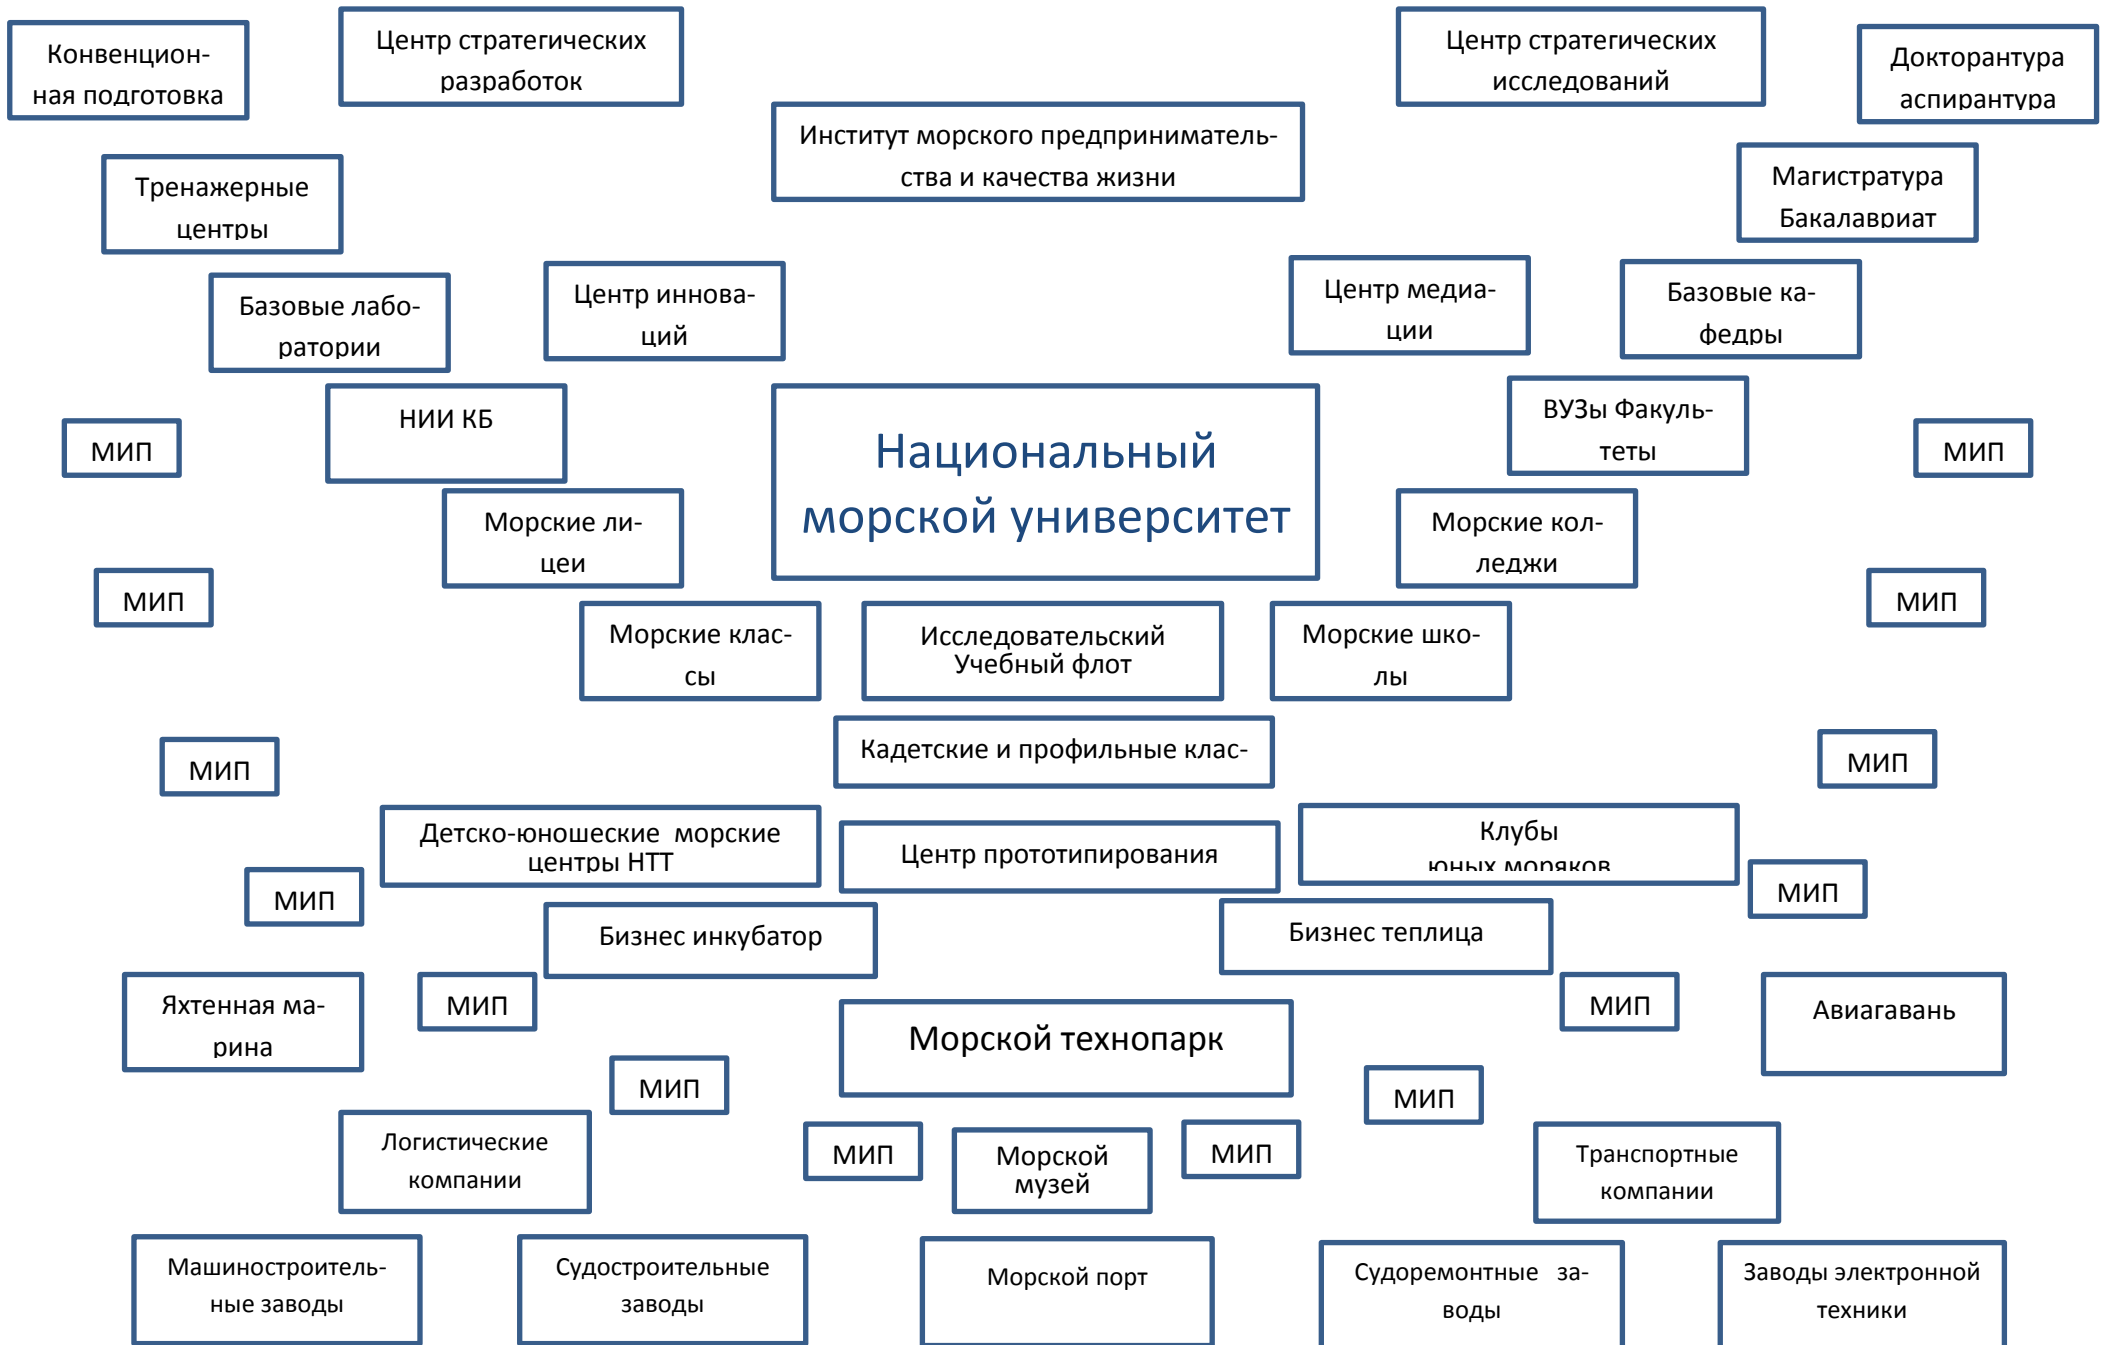 Конвенцион-
ная подготовка
Центр стратегических
разработок
Центр стратегических
исследований
Докторантура
аспирантура
Институт морского предприниматель-
ства и качества жизни
Тренажерные
центры
Магистратура
Бакалавриат
Базовые лабо-
ратории
Центр иннова-
ций
Центр медиа-
ции
Базовые ка-
федры
НИИ КБ
Национальный
морской университет
ВУЗы Факуль-
теты
МИП
МИП
Морские ли-
цеи
Морские кол-
леджи
МИП
МИП
Морские клас-
сы
Исследовательский
Учебный флот
Морские шко-
лы
МИП
Кадетские и профильные клас-
МИП
Детско-юношеские морские
центры НТТ
Центр прототипирования
Клубы
юных моряков
МИП
МИП
Бизнес инкубатор
Бизнес теплица
Яхтенная ма-
рина
МИП
Морской технопарк
МИП
Авиагавань
МИП
МИП
Логистические
компании
МИП
Морской
музей
МИП
Транспортные
компании
Машиностроитель-
ные заводы
Судостроительные
заводы
Морской порт
Судоремонтные за-
воды
Заводы электронной
техники